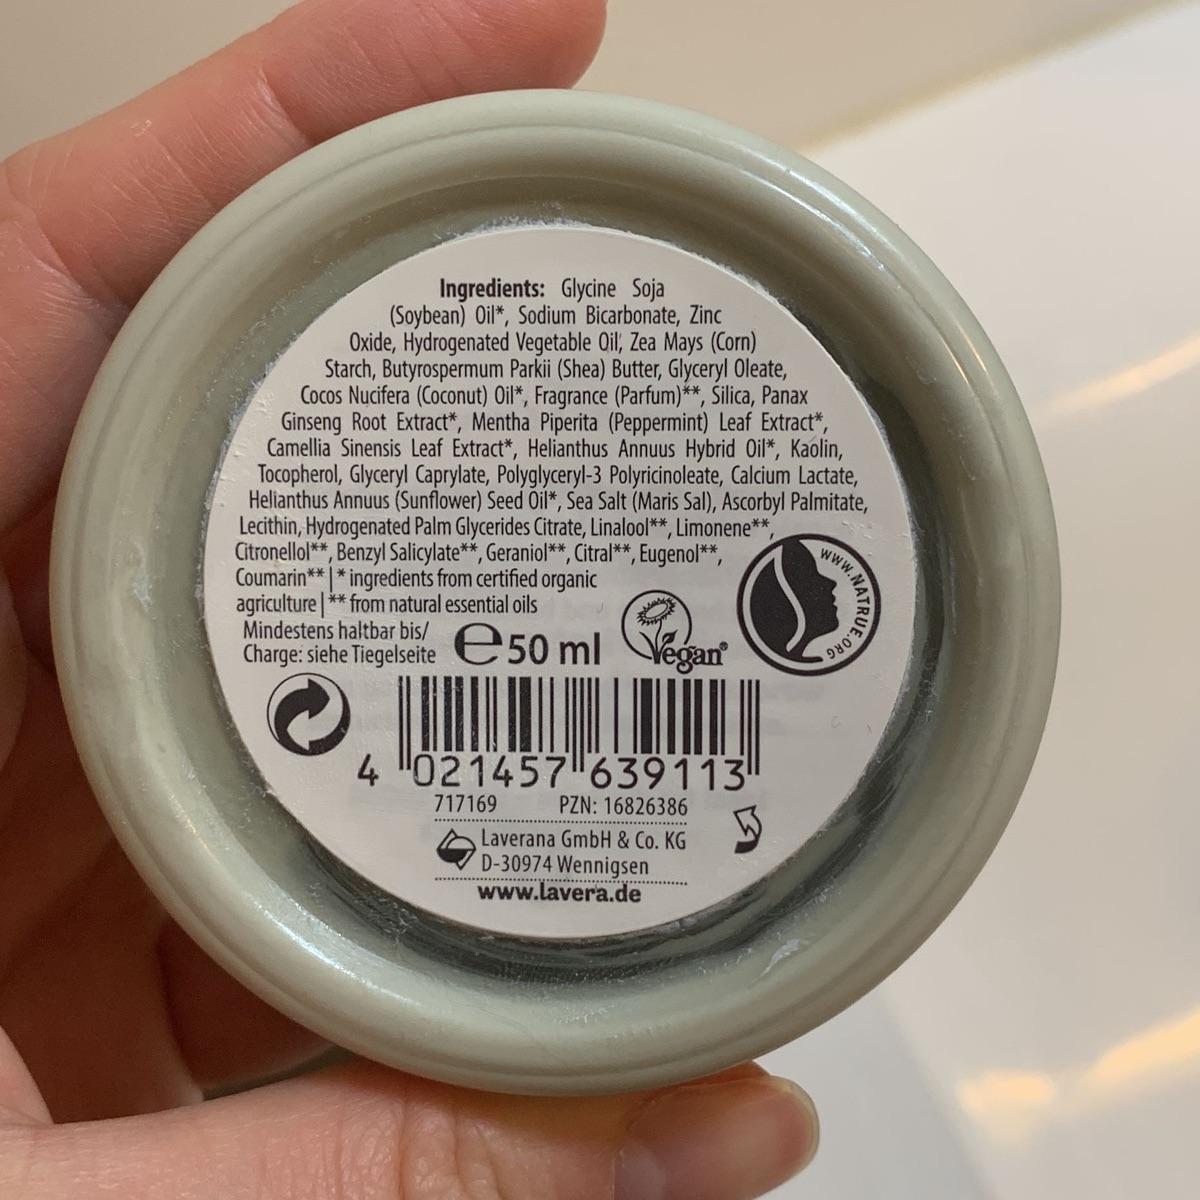 Ingredients: Glycine Soja
(Soybean) Oil*, Sodium Bicarbonate, Zinc
Oxide, Hydrogenated Vegetable Oil, Zea Mays (Corn)
Starch, Butyrospermum Parkii (Shea) Butter, Glyceryl Oleate,
Cocos Nucifera (Coconut) Oil*, Fragrance (Parfum)**, Silica, Panax
Ginseng Root Extract*, Mentha Piperita (Peppermint) Leaf Extract*,
Camellia Sinensis Leaf Extract*, Helianthus Annuus Hybrid Oil*, Kaolin,
Tocopherol, Glyceryl Caprylate, Polyglyceryl-3 Polyricinoleate, Calcium Lactate,
Helianthus Annuus (Sunflower) Seed Oil*, Sea Salt (Maris Sal), Ascorbyl Palmitate,
Lecithin, Hydrogenated Palm Glycerides Citrate, Linalool**, Limonene**,
Citronellol**, Benzyl Salicylate**, Geraniol**, Citral**, Eugenol**,
Coumarin** | * ingredients from certified organic
agriculture | ** from natural essential oils
Mindestens haltbar bis/
Charge: siehe Tiegelseite
℮ 50 ml
Vegan®
WWW.NATRUE.ORG
4 021457 639113
717169 PZN: 16826386
Laverana GmbH & Co. KG
D-30974 Wennigsen
www.lavera.de